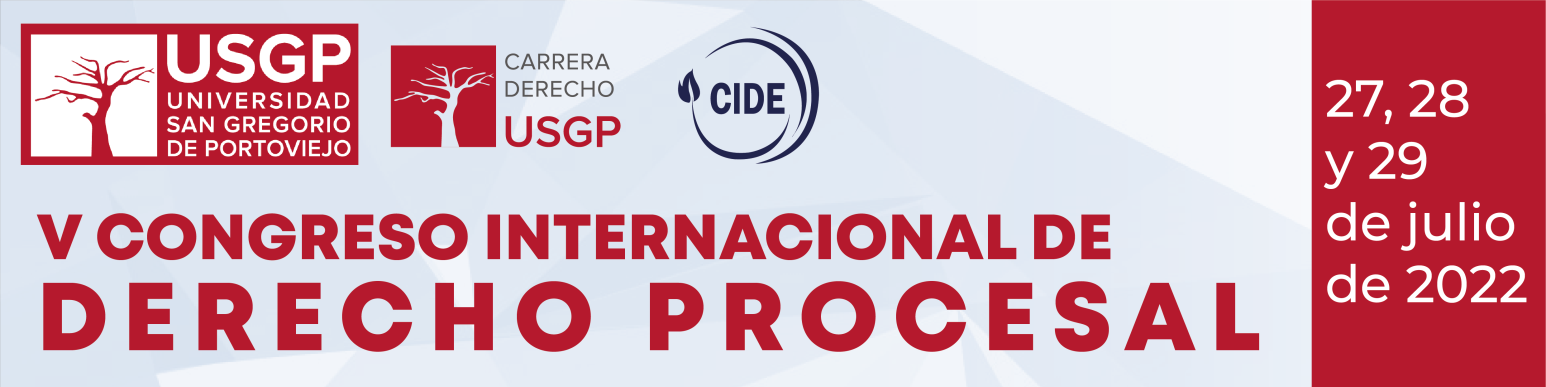 USGP
UNIVERSIDAD
SAN GREGORIO
DE PORTOVIEJO
CARRERA
DERECHO
USGP
CIDE
V CONGRESO INTERNACIONAL DE
DERECHO PROCESAL
27, 28
y 29
de julio
de 2022